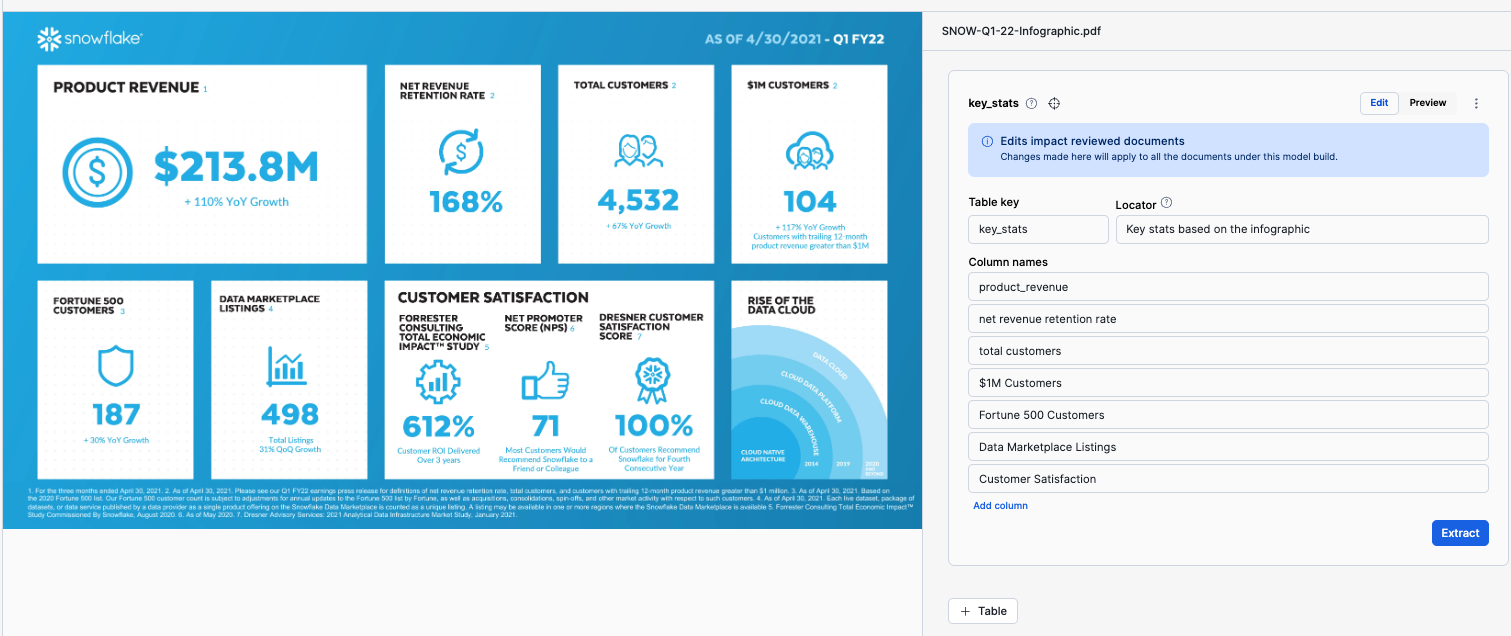 snowflake®
AS OF 4/30/2021 - Q1 FY22
PRODUCT REVENUE 1
$213.8M
+ 110% YoY Growth
NET REVENUE
RETENTION RATE 2
168%
TOTAL CUSTOMERS 2
4,532
+ 67% YoY Growth
$1M CUSTOMERS 2
104
+ 117% YoY Growth
Customers with trailing 12-month
product revenue greater than $1M
FORTUNE 500
CUSTOMERS 3
187
+ 30% YoY Growth
DATA MARKETPLACE
LISTINGS 4
498
Total Listings
31% QoQ Growth
CUSTOMER SATISFACTION
FORRESTER
CONSULTING
TOTAL ECONOMIC
IMPACT™ STUDY 5
612%
Customer ROI Delivered
Over 3 years
NET PROMOTER
SCORE (NPS) 6
71
Most Customers Would
Recommend Snowflake to a
Friend or Colleague
DRESNER CUSTOMER
SATISFACTION
SCORE 7
100%
Of Customers Recommend
Snowflake for Fourth
Consecutive Year
RISE OF THE
DATA CLOUD
DATA CLOUD
CLOUD DATA PLATFORM
CLOUD DATA WAREHOUSE
CLOUD NATIVE
ARCHITECTURE
2014
2019
2020
AND
BEYOND
1. For the three months ended April 30, 2021. 2. As of April 30, 2021. Please see our Q1 FY22 earnings press release for definitions of net revenue retention rate, total customers, and customers with trailing 12-month product revenue greater than $1 million. 3. As of April 30, 2021. Based on
the 2020 Fortune 500 list. Our Fortune 500 customer count is subject to adjustments for annual updates to the Fortune 500 list by Fortune, as well as acquisitions, consolidations, spin-offs, and other market activity with respect to such customers. 4. As of April 30, 2021. Each live dataset, package of
datasets, or data service published by a data provider as a single product offering on the Snowflake Data Marketplace is counted as a unique listing. A listing may be available in one or more regions where the Snowflake Data Marketplace is available 5. Forrester Consulting Total Economic Impact™
Study Commissioned By Snowflake, August 2020. 6. As of May 2020. 7. Dresner Advisory Services: 2021 Analytical Data Infrastructure Market Study, January 2021.
SNOW-Q1-22-Infographic.pdf
key_stats
Edit
Preview
Edits impact reviewed documents
Changes made here will apply to all the documents under this model build.
Table key
Locator
key_stats
Key stats based on the infographic
Column names
product_revenue
net revenue retention rate
total customers
$1M Customers
Fortune 500 Customers
Data Marketplace Listings
Customer Satisfaction
Add column
Extract
+ Table